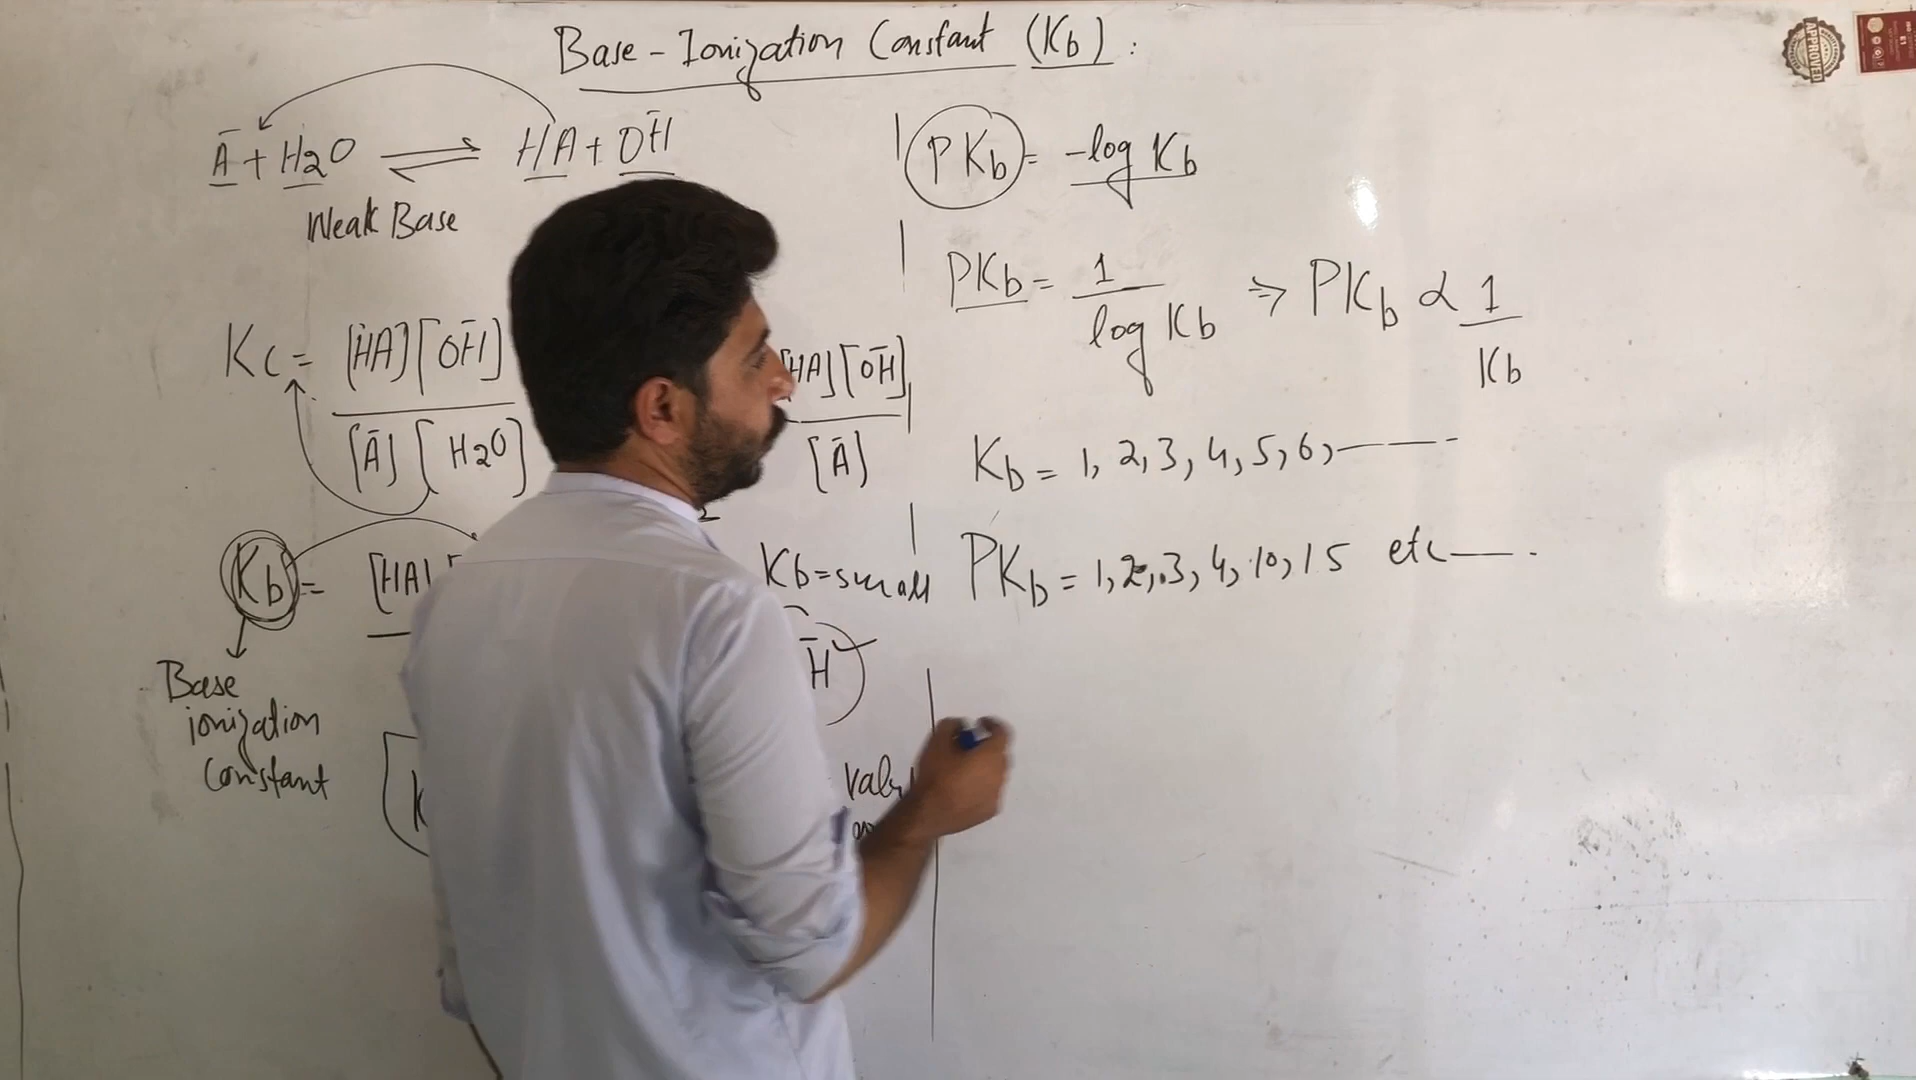 Base-Ionization Constant (Kb):
Ā + H2O ⇌ HA + OH̄
Weak Base
Kc = [HA][OH̄]
[Ā][H2O]
[HA][OH̄]
[Ā]
Kb = [HA]
Kb = small
Base
ionization
Constant
H̄
K
PKb = -log Kb
PKb = 1/log Kb ⇒ PKb ∝ 1/Kb
Kb = 1, 2, 3, 4, 5, 6, ———
PKb = 1, 2, 3, 4, 10, 15 etc ——.
APPROVED